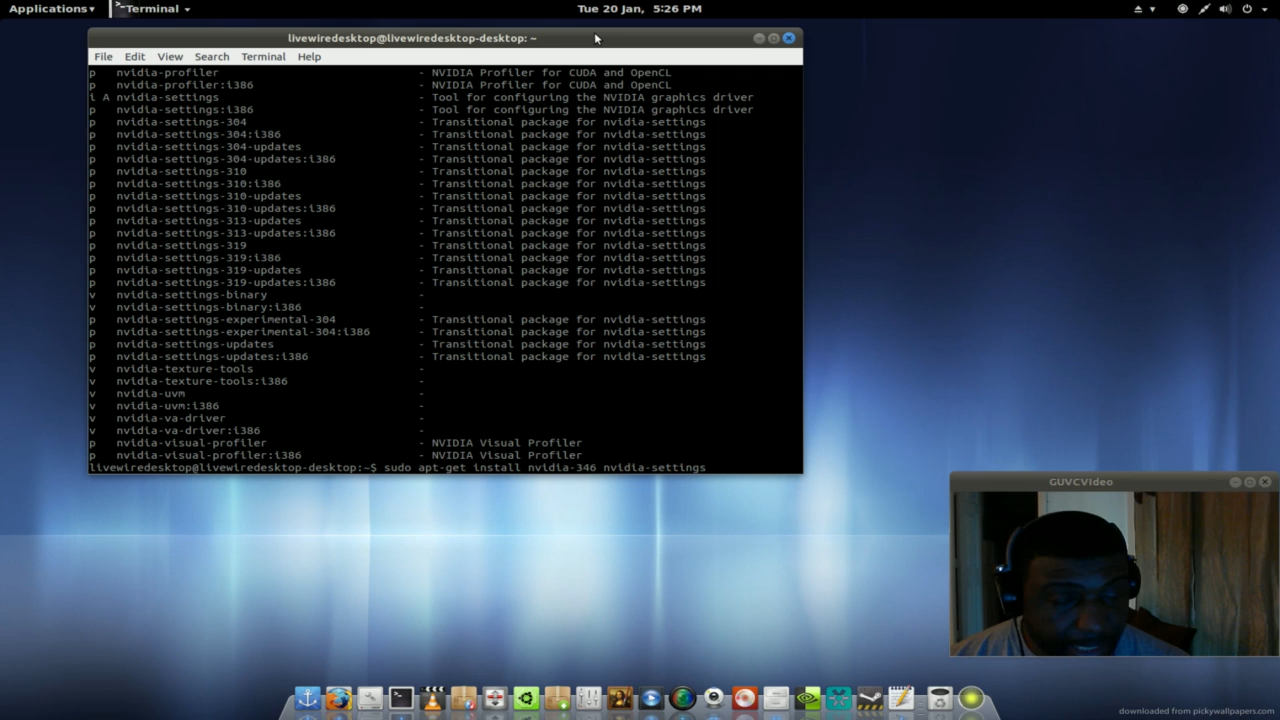 Applications▾ Terminal ▾ Tue 20 Jan, 5:26 PM
livewiredesktop@livewiredesktop-desktop: ~
File Edit View Search Terminal Help
p nvidia-profiler - NVIDIA Profiler for CUDA and OpenCL
p nvidia-profiler:i386 - NVIDIA Profiler for CUDA and OpenCL
i A nvidia-settings - Tool for configuring the NVIDIA graphics driver
p nvidia-settings:i386 - Tool for configuring the NVIDIA graphics driver
p nvidia-settings-304 - Transitional package for nvidia-settings
p nvidia-settings-304:i386 - Transitional package for nvidia-settings
p nvidia-settings-304-updates - Transitional package for nvidia-settings
p nvidia-settings-304-updates:i386 - Transitional package for nvidia-settings
p nvidia-settings-310 - Transitional package for nvidia-settings
p nvidia-settings-310:i386 - Transitional package for nvidia-settings
p nvidia-settings-310-updates - Transitional package for nvidia-settings
p nvidia-settings-310-updates:i386 - Transitional package for nvidia-settings
p nvidia-settings-313-updates - Transitional package for nvidia-settings
p nvidia-settings-313-updates:i386 - Transitional package for nvidia-settings
p nvidia-settings-319 - Transitional package for nvidia-settings
p nvidia-settings-319:i386 - Transitional package for nvidia-settings
p nvidia-settings-319-updates - Transitional package for nvidia-settings
p nvidia-settings-319-updates:i386 - Transitional package for nvidia-settings
v nvidia-settings-binary -
v nvidia-settings-binary:i386 -
p nvidia-settings-experimental-304 - Transitional package for nvidia-settings
p nvidia-settings-experimental-304:i386 - Transitional package for nvidia-settings
p nvidia-settings-updates - Transitional package for nvidia-settings
p nvidia-settings-updates:i386 - Transitional package for nvidia-settings
v nvidia-texture-tools -
v nvidia-texture-tools:i386 -
v nvidia-uvm -
v nvidia-uvm:i386 -
v nvidia-va-driver -
v nvidia-va-driver:i386 -
p nvidia-visual-profiler - NVIDIA Visual Profiler
p nvidia-visual-profiler:i386 - NVIDIA Visual Profiler
livewiredesktop@livewiredesktop-desktop:~$ sudo apt-get install nvidia-346 nvidia-settings
GUVCVideo
downloaded from pickywallpapers.com